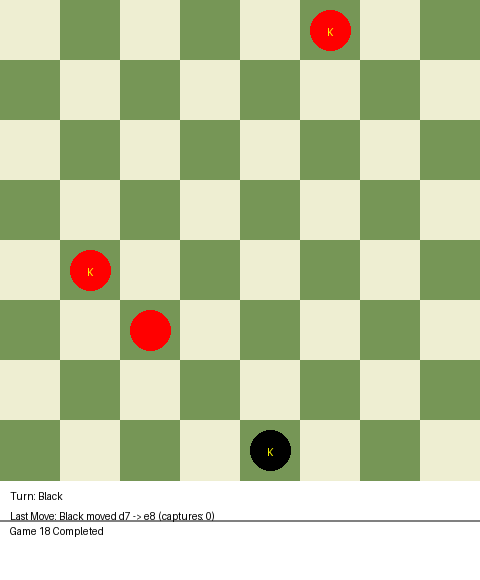 K
K
K
Turn: Black
Last Move: Black moved d7 -> e8 (captures: 0)
Game 18 Completed